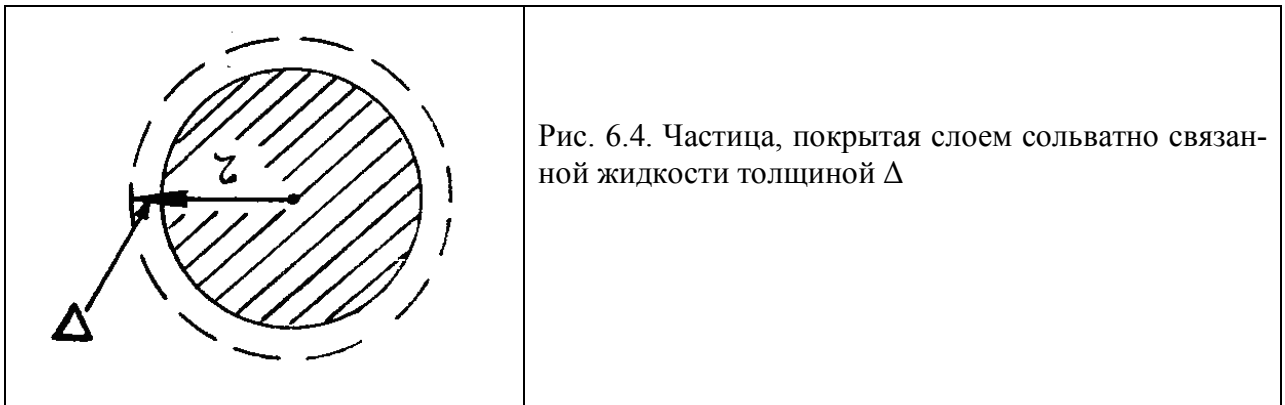 r
Δ
Рис. 6.4. Частица, покрытая слоем сольватно связан-
ной жидкости толщиной Δ